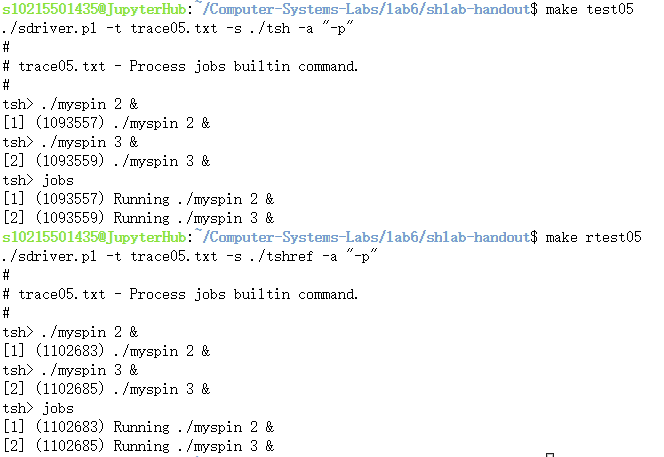 s10215501435@JupyterHub:~/Computer-Systems-Labs/lab6/shlab-handout$ make test05
./sdriver.pl -t trace05.txt -s ./tsh -a "-p"
#
# trace05.txt - Process jobs builtin command.
#
tsh> ./myspin 2 &
[1] (1093557) ./myspin 2 &
tsh> ./myspin 3 &
[2] (1093559) ./myspin 3 &
tsh> jobs
[1] (1093557) Running ./myspin 2 &
[2] (1093559) Running ./myspin 3 &
s10215501435@JupyterHub:~/Computer-Systems-Labs/lab6/shlab-handout$ make rtest05
./sdriver.pl -t trace05.txt -s ./tshref -a "-p"
#
# trace05.txt - Process jobs builtin command.
#
tsh> ./myspin 2 &
[1] (1102683) ./myspin 2 &
tsh> ./myspin 3 &
[2] (1102685) ./myspin 3 &
tsh> jobs
[1] (1102683) Running ./myspin 2 &
[2] (1102685) Running ./myspin 3 &